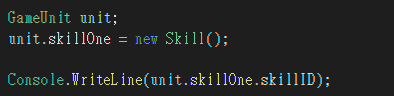 GameUnit unit;
unit.skillOne = new Skill();
Console.WriteLine(unit.skillOne.skillID);